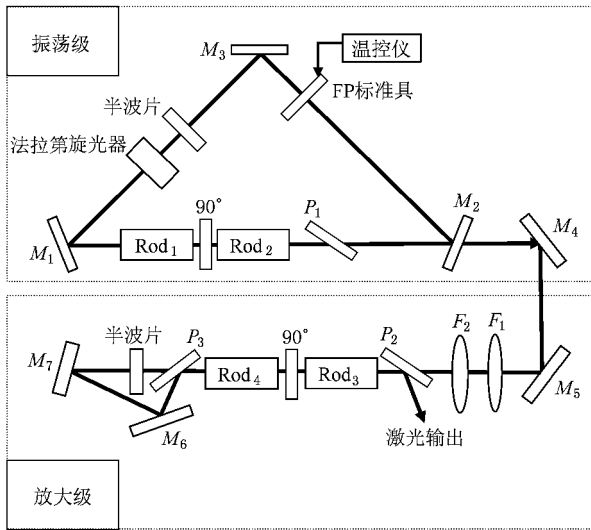 振荡级
M₃
温控仪
FP标准具
半波片
法拉第旋光器
M₁
Rod₁
90°
Rod₂
P₁
M₂
M₄
M₇
半波片
P₃
Rod₄
90°
Rod₃
P₂
F₂
F₁
M₅
M₆
激光输出
放大级